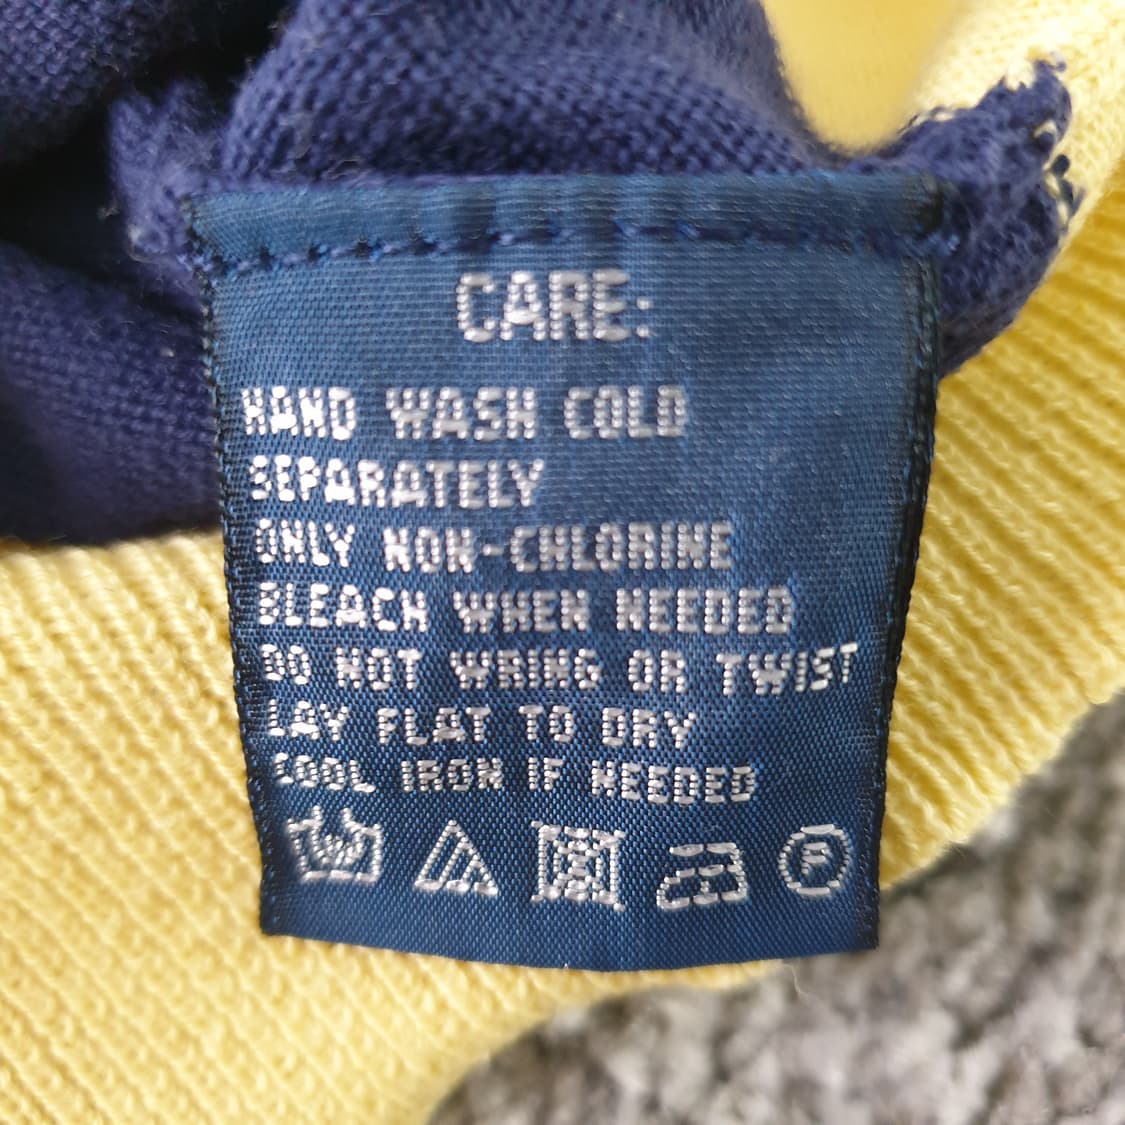 CARE:
HAND WASH COLD
SEPARATELY
ONLY NON-CHLORINE
BLEACH WHEN NEEDED
DO NOT WRING OR TWIST
LAY FLAT TO DRY
COOL IRON IF NEEDED
P